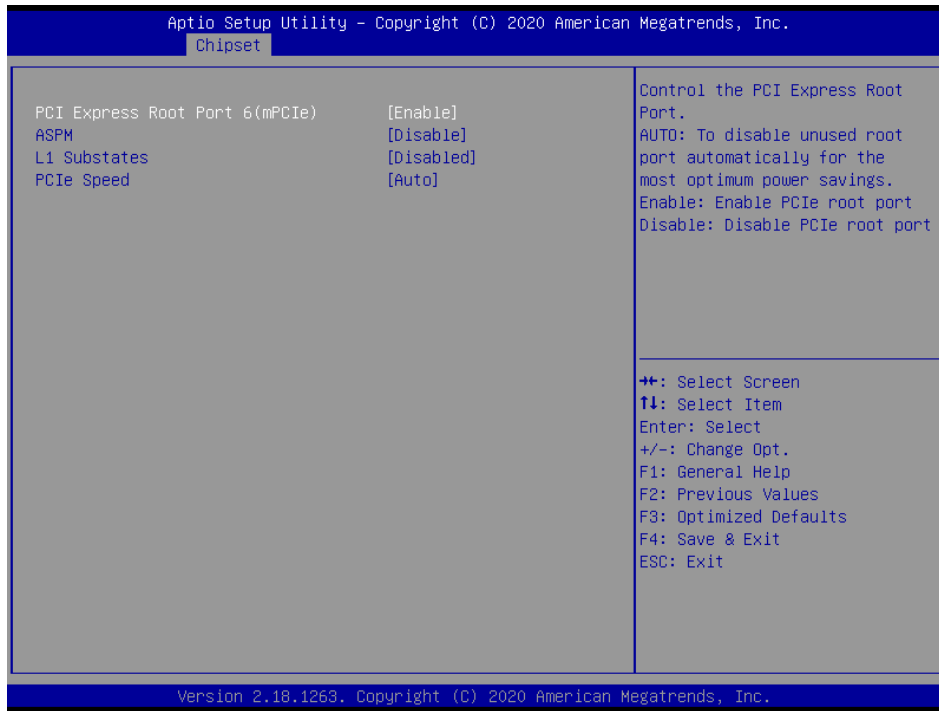 Aptio Setup Utility – Copyright (C) 2020 American Megatrends, Inc.
Chipset
PCI Express Root Port 6(mPCIe) [Enable]
ASPM [Disable]
L1 Substates [Disabled]
PCIe Speed [Auto]
Control the PCI Express Root
Port.
AUTO: To disable unused root
port automatically for the
most optimum power savings.
Enable: Enable PCIe root port
Disable: Disable PCIe root port
→←: Select Screen
↑↓: Select Item
Enter: Select
+/-: Change Opt.
F1: General Help
F2: Previous Values
F3: Optimized Defaults
F4: Save & Exit
ESC: Exit
Version 2.18.1263. Copyright (C) 2020 American Megatrends, Inc.